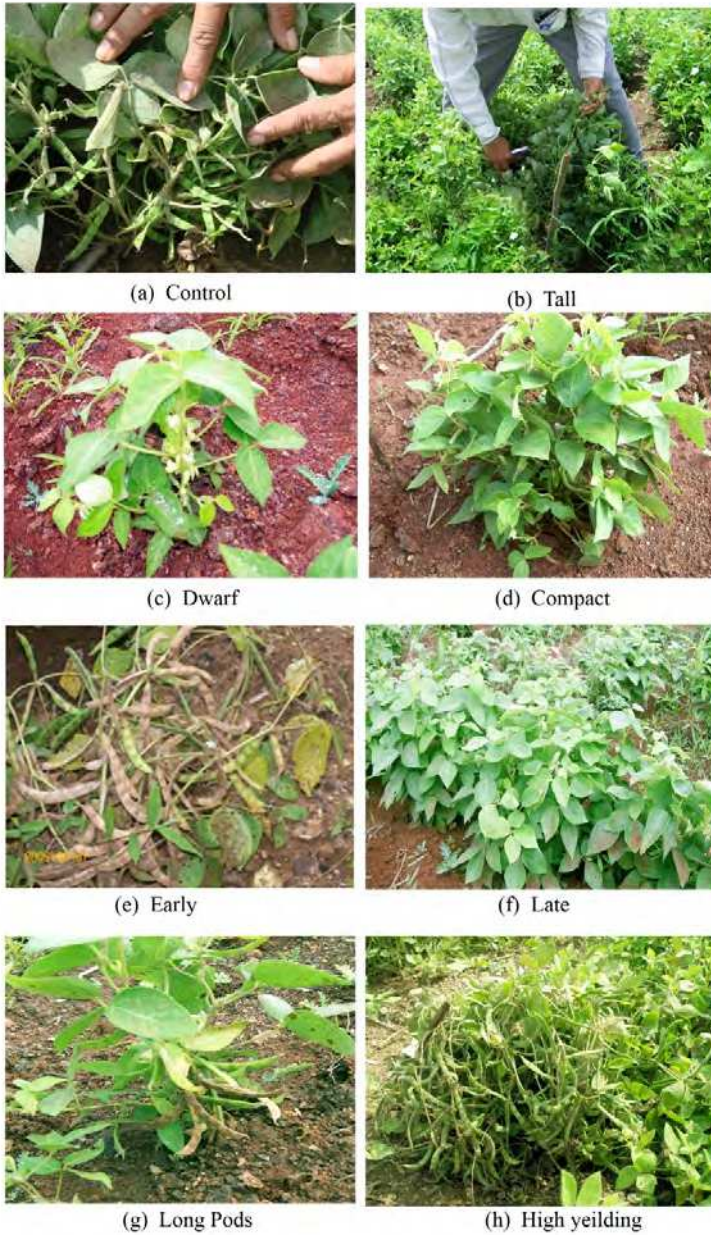 (a) Control
(b) Tall
(c) Dwarf
(d) Compact
(e) Early
(f) Late
(g) Long Pods
(h) High yeilding